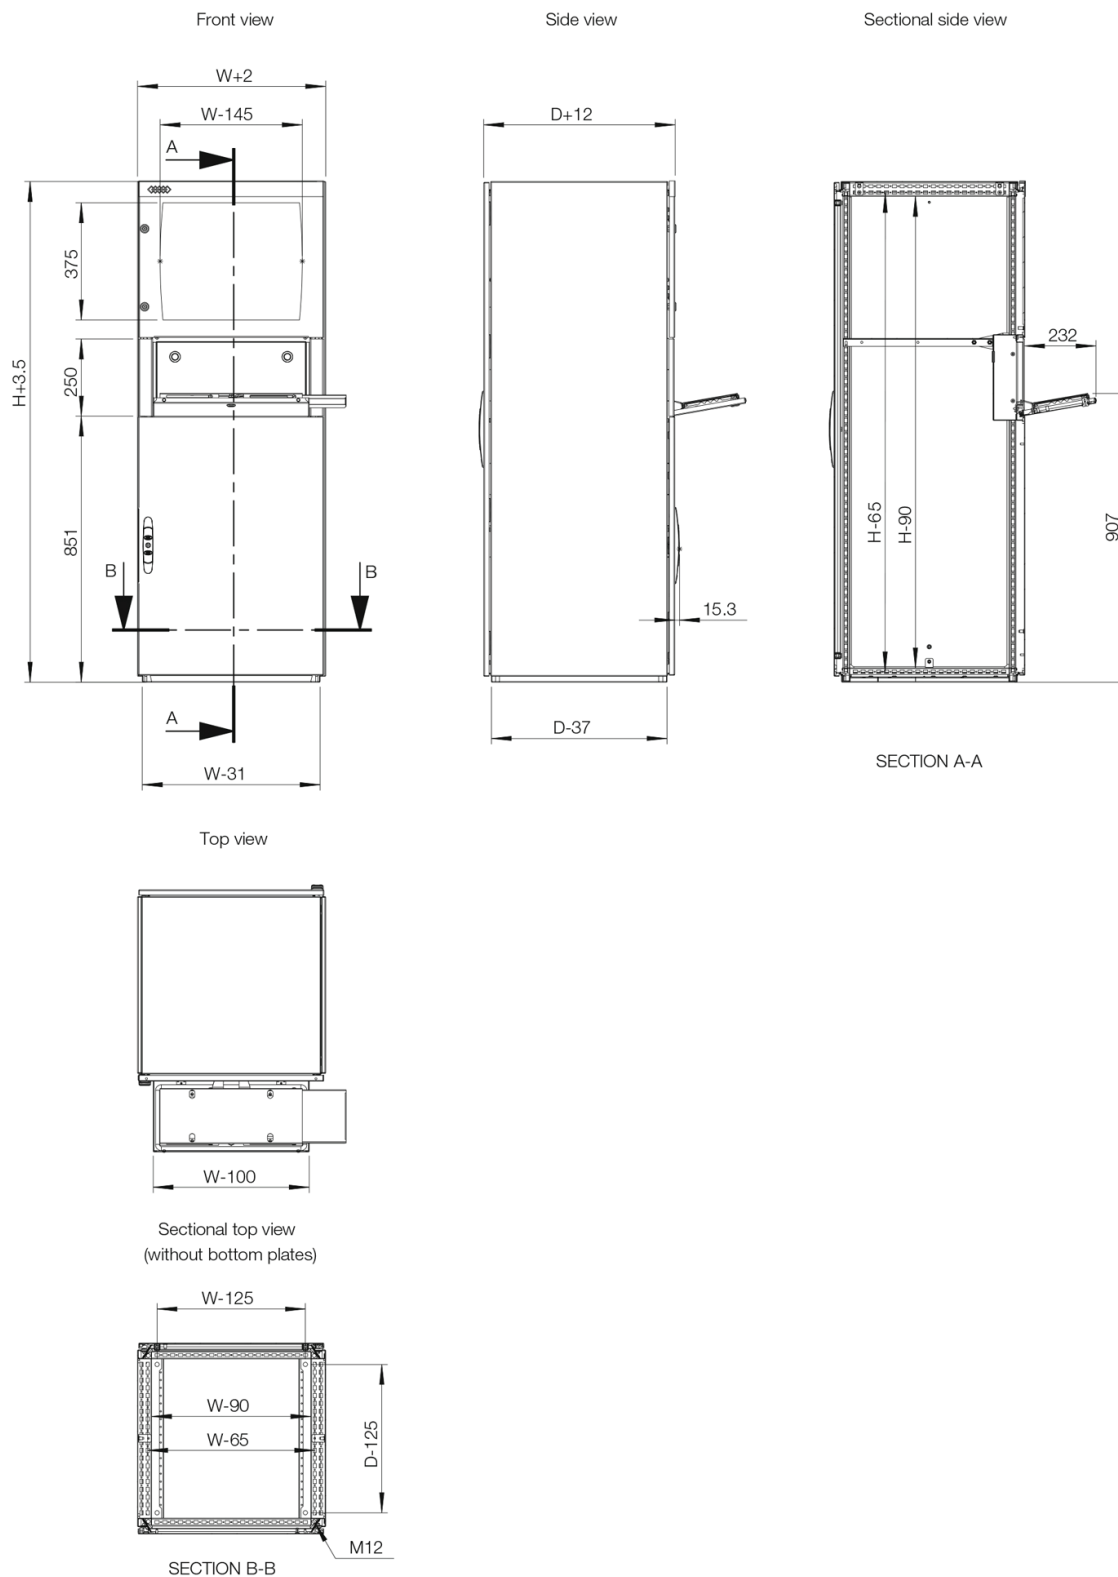 Front view
Side view
Sectional side view
W+2
W-145
D+12
A
375
H+3.5
250
851
232
H-65
H-90
907
B
B
15.3
A
D-37
W-31
SECTION A-A
Top view
W-100
Sectional top view
(without bottom plates)
W-125
W-90
W-65
D-125
M12
SECTION B-B